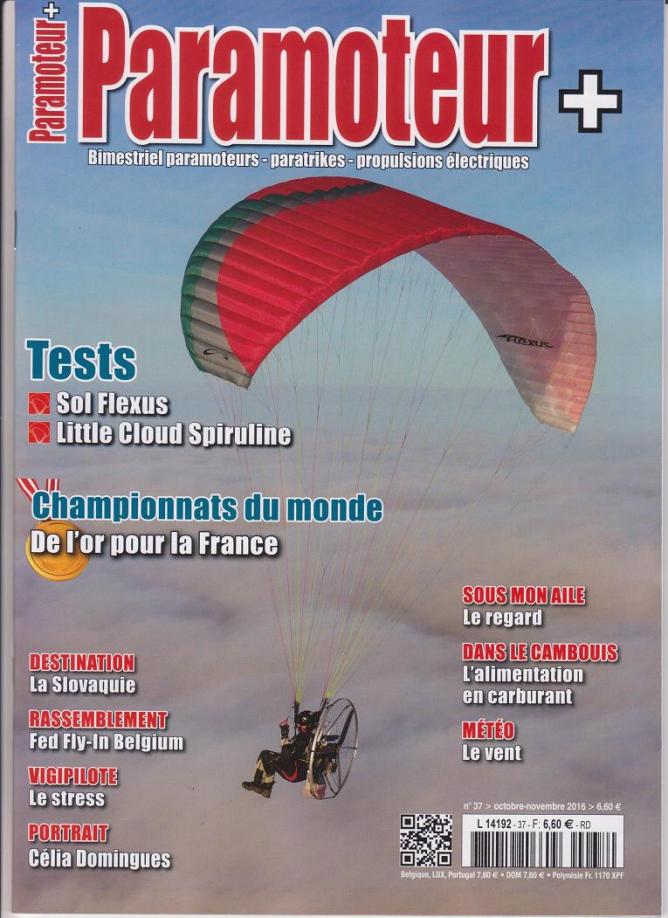 Paramoteur+
Paramoteur+
Bimestriel paramoteurs - paratrikes - propulsions électriques
FLEXUS
Tests
Sol Flexus
Little Cloud Spiruline
Championnats du monde
De l'or pour la France
DESTINATION
La Slovaquie
RASSEMBLEMENT
Fed Fly-In Belgium
VIGIPILOTE
Le stress
PORTRAIT
Célia Domingues
SOUS MON AILE
Le regard
DANS LE CAMBOUIS
L'alimentation
en carburant
MÉTÉO
Le vent
n° 37 > octobre-novembre 2016 > 6,60 €
L 14192 - 37 - F: 6,60 € - RD
Belgique, LUX, Portugal 7,60 € • DOM 7,60 € • Polynésie Fr. 1170 XPF